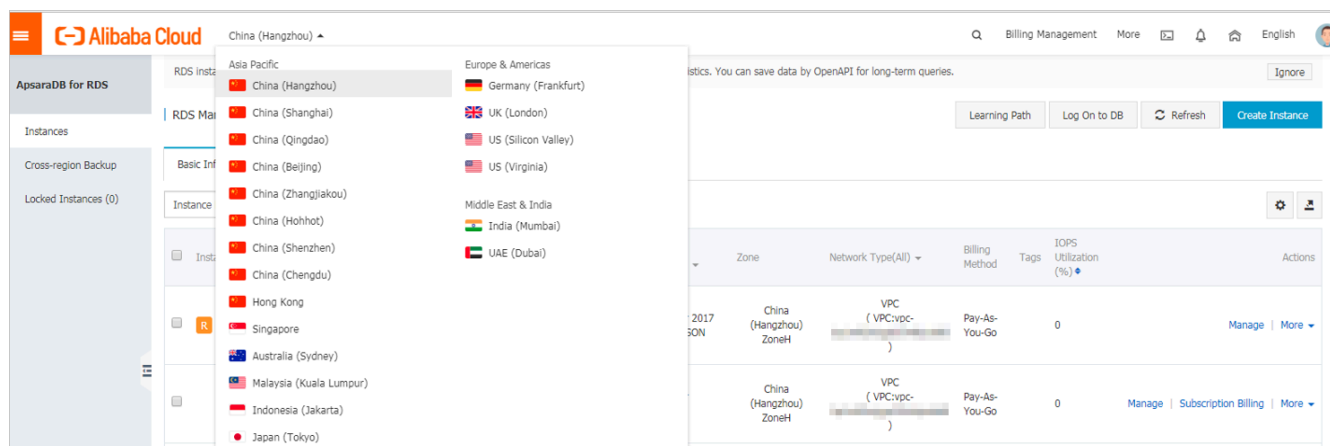 Alibaba Cloud
China (Hangzhou)
Billing Management
More
English
ApsaraDB for RDS
Instances
Cross-region Backup
Locked Instances (0)
Asia Pacific
China (Hangzhou)
China (Shanghai)
China (Qingdao)
China (Beijing)
China (Zhangjiakou)
China (Hohhot)
China (Shenzhen)
China (Chengdu)
Hong Kong
Singapore
Australia (Sydney)
Malaysia (Kuala Lumpur)
Indonesia (Jakarta)
Japan (Tokyo)
Europe & Americas
Germany (Frankfurt)
UK (London)
US (Silicon Valley)
US (Virginia)
Middle East & India
India (Mumbai)
UAE (Dubai)
RDS insta
istics. You can save data by OpenAPI for long-term queries.
Ignore
RDS Mar
Learning Path
Log On to DB
Refresh
Create Instance
Basic Inf
Instance
Insta
Zone
Network Type(All)
Billing
Method
Tags
IOPS
Utilization
(%)
Actions
R
2017
SON
China
(Hangzhou)
ZoneH
VPC
( VPC:vpc-
)
Pay-As-
You-Go
0
Manage | More
China
(Hangzhou)
ZoneH
VPC
( VPC:vpc-
)
Pay-As-
You-Go
0
Manage | Subscription Billing | More